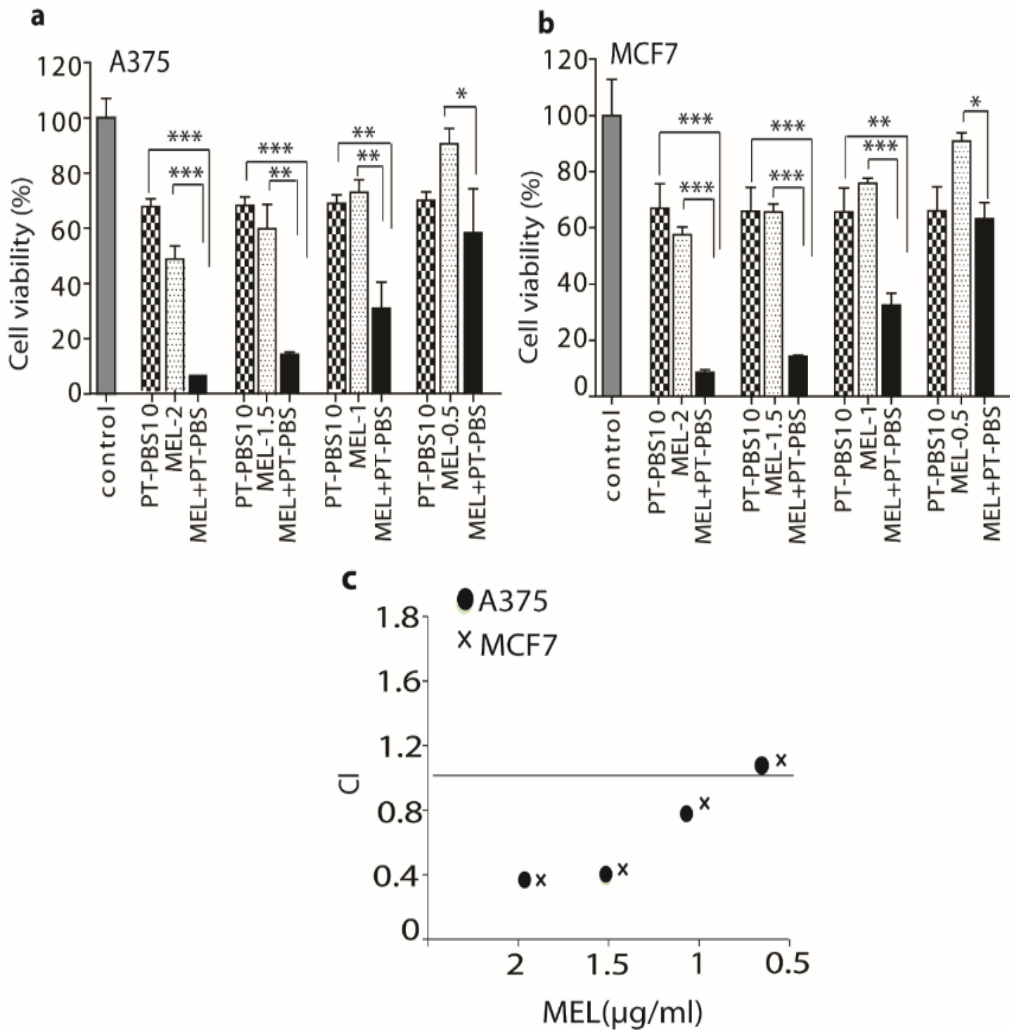 a
A375
Cell viability (%)
120
100
80
60
40
20
0
***
***
***
**
**
**
*
control
PT-PBS10
MEL-2
MEL+PT-PBS
PT-PBS10
MEL-1.5
MEL+PT-PBS
PT-PBS10
MEL-1
MEL+PT-PBS
PT-PBS10
MEL-0.5
MEL+PT-PBS
b
MCF7
Cell viability (%)
120
100
80
60
40
20
0
***
***
***
***
**
***
*
control
PT-PBS10
MEL-2
MEL+PT-PBS
PT-PBS10
MEL-1.5
MEL+PT-PBS
PT-PBS10
MEL-1
MEL+PT-PBS
PT-PBS10
MEL-0.5
MEL+PT-PBS
c
A375
MCF7
CI
1.8
1.6
1.2
0.8
0.4
0
2
1.5
1
0.5
MEL(µg/ml)